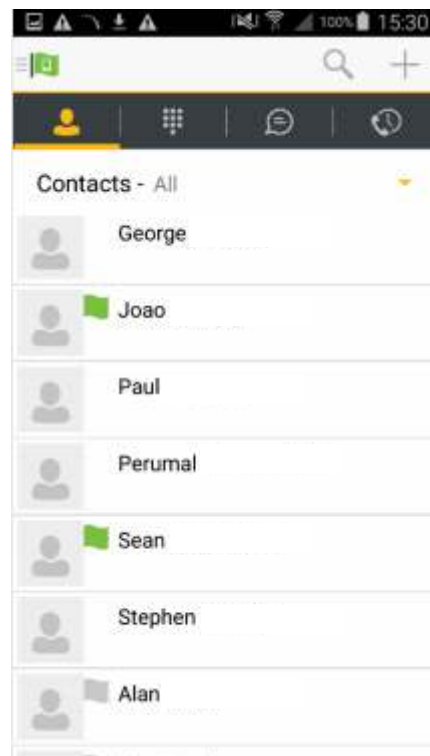 100% 15:30
Contacts - All
George
Joao
Paul
Perumal
Sean
Stephen
Alan